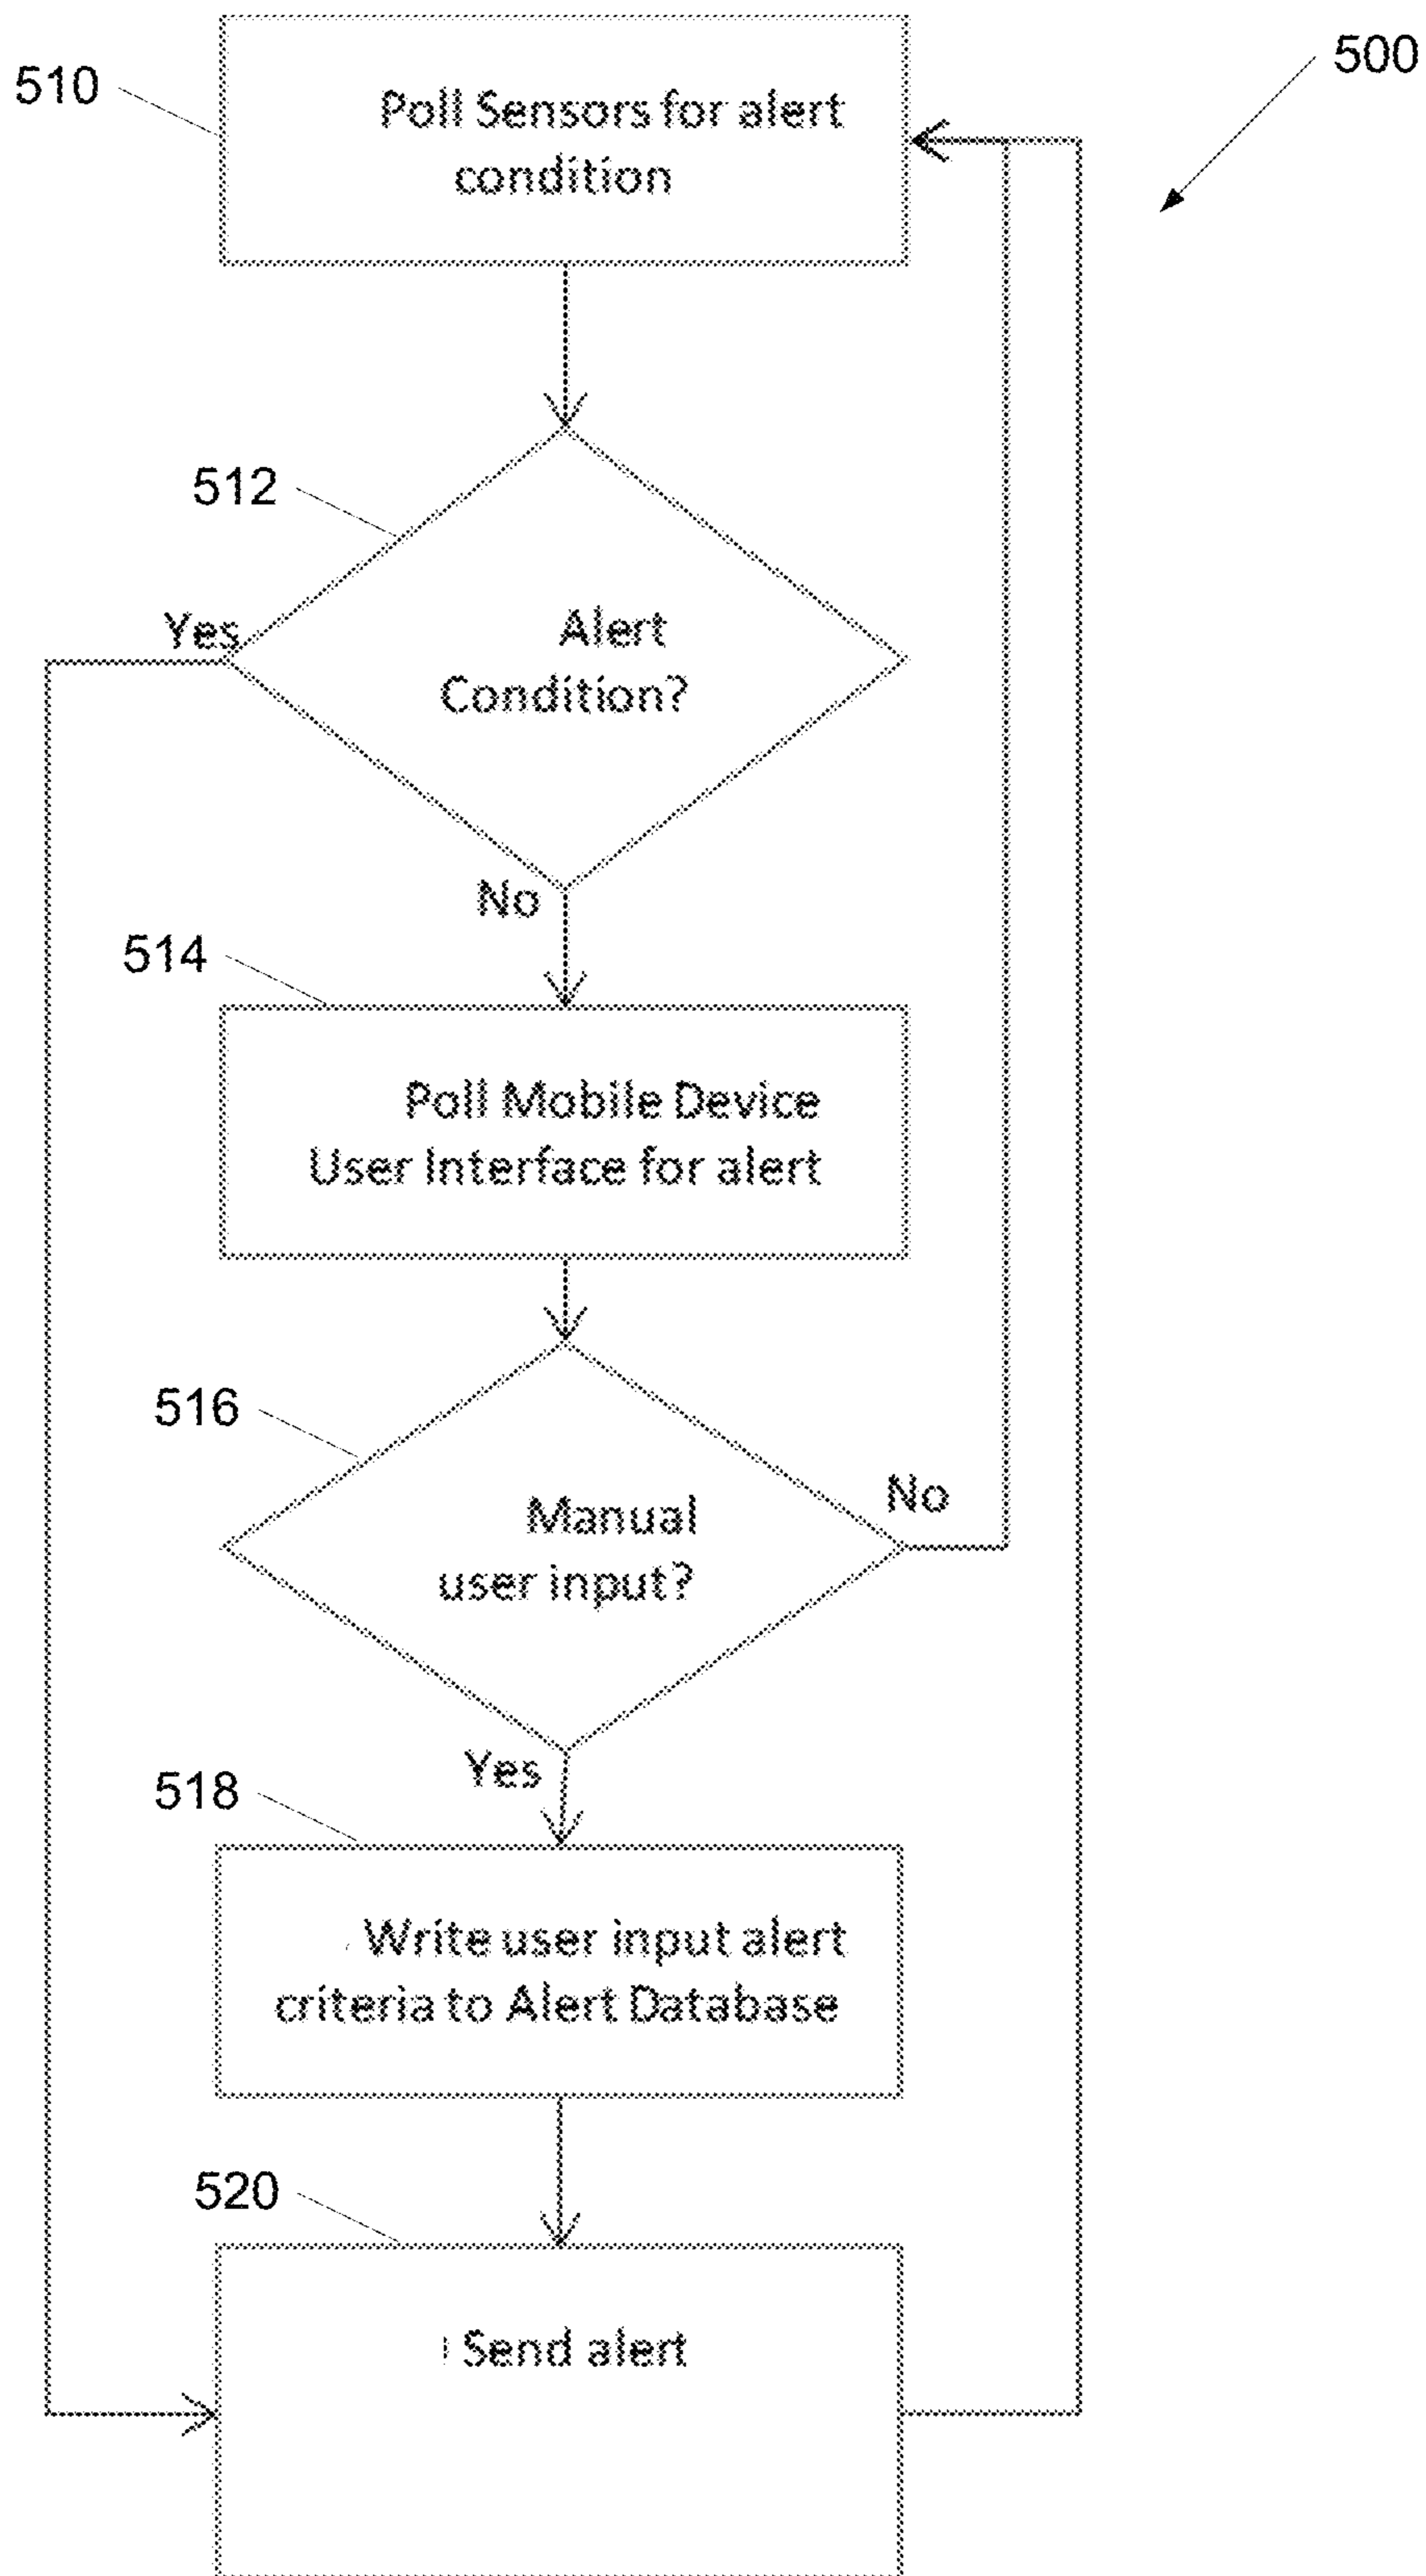 500
510
Poll Sensors for alert
condition
512
Yes
Alert
Condition?
No
514
Poll Mobile Device
User Interface for alert
516
No
Manual
user input?
Yes
518
Write user input alert
criteria to Alert Database
520
Send alert